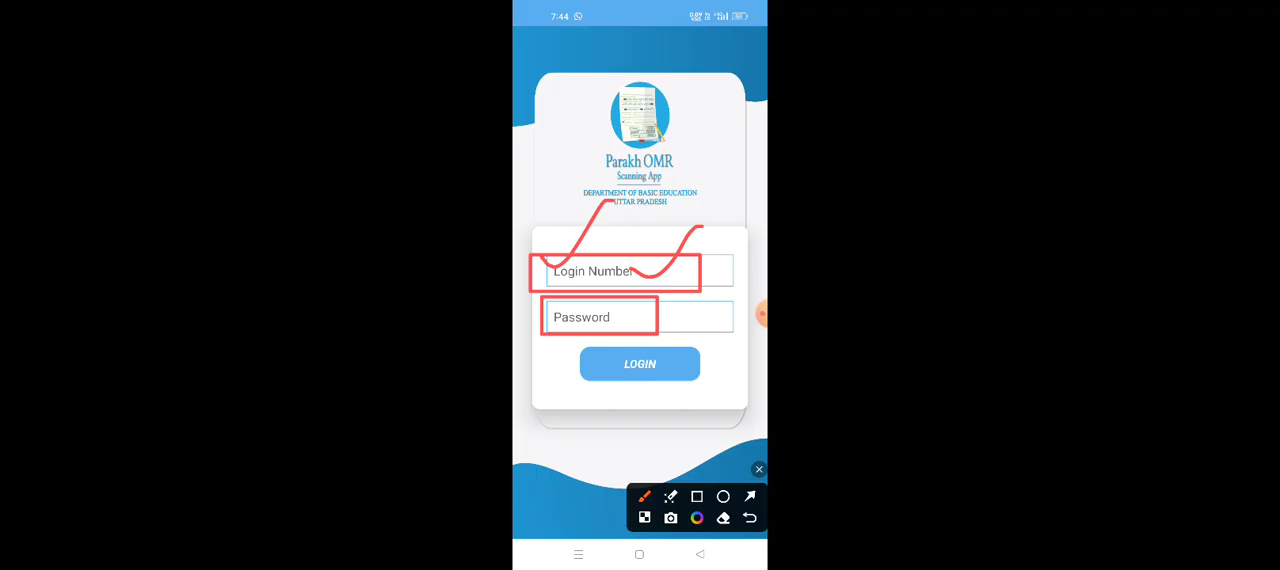 7:44
Parakh OMR
Scanning App
DEPARTMENT OF BASIC EDUCATION
UTTAR PRADESH
Login Number
Password
LOGIN